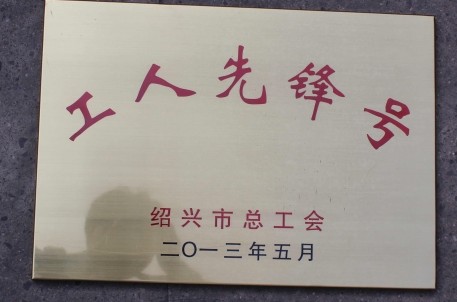 工人先锋号
绍兴市总工会
二〇一三年五月